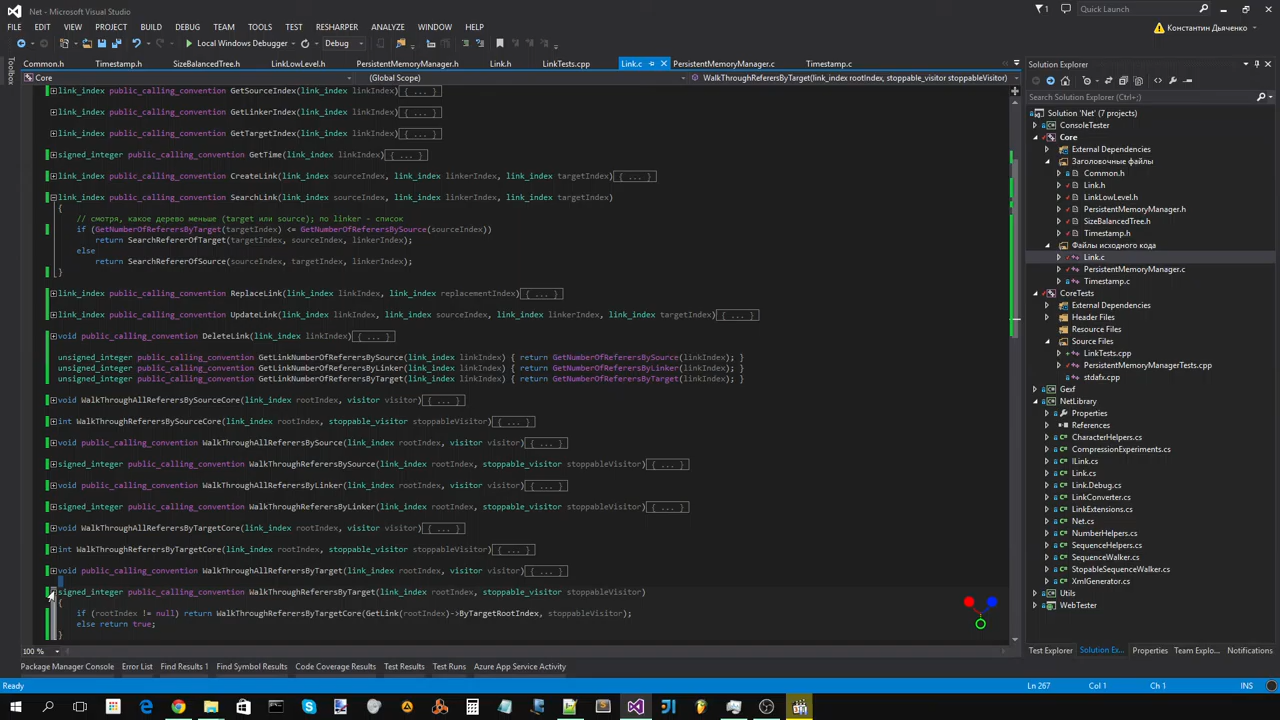 Net - Microsoft Visual Studio
1
Quick Launch (Ctrl+Q)
FILE EDIT VIEW PROJECT BUILD DEBUG TEAM TOOLS TEST RESHARPER ANALYZE WINDOW HELP
Константин Дьяченко
Local Windows Debugger Debug
Toolbox
Common.h Timestamp.h SizeBalancedTree.h LinkLowLevel.h PersistentMemoryManager.h Link.h LinkTests.cpp Link.c PersistentMemoryManager.c Timestamp.c
Core (Global Scope) WalkThroughReferersByTarget(link_index rootIndex, stoppable_visitor stoppableVisitor)
link_index public_calling_convention GetSourceIndex(link_index linkIndex){ ... }
link_index public_calling_convention GetLinkerIndex(link_index linkIndex){ ... }
link_index public_calling_convention GetTargetIndex(link_index linkIndex){ ... }
signed_integer public_calling_convention GetTime(link_index linkIndex){ ... }
link_index public_calling_convention CreateLink(link_index sourceIndex, link_index linkerIndex, link_index targetIndex){ ... }
link_index public_calling_convention SearchLink(link_index sourceIndex, link_index linkerIndex, link_index targetIndex)
{
// смотря, какое дерево меньше (target или source); по linker - список
if (GetNumberOfReferersByTarget(targetIndex) <= GetNumberOfReferersBySource(sourceIndex))
return SearchRefererOfTarget(targetIndex, sourceIndex, linkerIndex);
else
return SearchRefererOfSource(sourceIndex, targetIndex, linkerIndex);
}
link_index public_calling_convention ReplaceLink(link_index linkIndex, link_index replacementIndex){ ... }
link_index public_calling_convention UpdateLink(link_index linkIndex, link_index sourceIndex, link_index linkerIndex, link_index targetIndex){ ... }
void public_calling_convention DeleteLink(link_index linkIndex){ ... }
unsigned_integer public_calling_convention GetLinkNumberOfReferersBySource(link_index linkIndex) { return GetNumberOfReferersBySource(linkIndex); }
unsigned_integer public_calling_convention GetLinkNumberOfReferersByLinker(link_index linkIndex) { return GetNumberOfReferersByLinker(linkIndex); }
unsigned_integer public_calling_convention GetLinkNumberOfReferersByTarget(link_index linkIndex) { return GetNumberOfReferersByTarget(linkIndex); }
void WalkThroughAllReferersBySourceCore(link_index rootIndex, visitor visitor){ ... }
int WalkThroughReferersBySourceCore(link_index rootIndex, stoppable_visitor stoppableVisitor){ ... }
void public_calling_convention WalkThroughAllReferersBySource(link_index rootIndex, visitor visitor){ ... }
signed_integer public_calling_convention WalkThroughReferersBySource(link_index rootIndex, stoppable_visitor stoppableVisitor){ ... }
void public_calling_convention WalkThroughAllReferersByLinker(link_index rootIndex, visitor visitor){ ... }
signed_integer public_calling_convention WalkThroughReferersByLinker(link_index rootIndex, stoppable_visitor stoppableVisitor){ ... }
void WalkThroughAllReferersByTargetCore(link_index rootIndex, visitor visitor){ ... }
int WalkThroughReferersByTargetCore(link_index rootIndex, stoppable_visitor stoppableVisitor){ ... }
void public_calling_convention WalkThroughAllReferersByTarget(link_index rootIndex, visitor visitor){ ... }
signed_integer public_calling_convention WalkThroughReferersByTarget(link_index rootIndex, stoppable_visitor stoppableVisitor)
{
if (rootIndex != null) return WalkThroughReferersByTargetCore(GetLink(rootIndex)->ByTargetRootIndex, stoppableVisitor);
else return true;
}
100 %
Solution Explorer
Search Solution Explorer (Ctrl+;)
Solution 'Net' (7 projects)
ConsoleTester
Core
External Dependencies
Заголовочные файлы
Common.h
Link.h
LinkLowLevel.h
PersistentMemoryManager.h
SizeBalancedTree.h
Timestamp.h
Файлы исходного кода
Link.c
PersistentMemoryManager.c
Timestamp.c
CoreTests
External Dependencies
Header Files
Resource Files
Source Files
LinkTests.cpp
PersistentMemoryManagerTests.cpp
stdafx.cpp
Gexf
NetLibrary
Properties
References
CharacterHelpers.cs
CompressionExperiments.cs
ILink.cs
Link.cs
Link.Debug.cs
LinkConverter.cs
LinkExtensions.cs
Net.cs
NumberHelpers.cs
SequenceHelpers.cs
SequenceWalker.cs
StopableSequenceWalker.cs
XmlGenerator.cs
Utils
WebTester
Test Explorer Solution Ex... Properties Team Explo... Notifications
Package Manager Console Error List Find Results 1 Find Symbol Results Code Coverage Results Test Results Test Runs Azure App Service Activity
Ready Ln 267 Col 1 Ch 1 INS